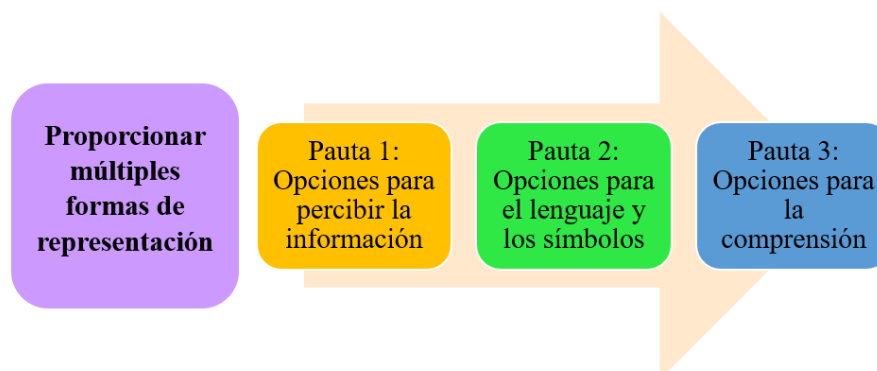 Proporcionar
múltiples
formas de
representación
Pauta 1:
Opciones para
percibir la
información
Pauta 2:
Opciones para
el lenguaje y
los símbolos
Pauta 3:
Opciones para
la
comprensión